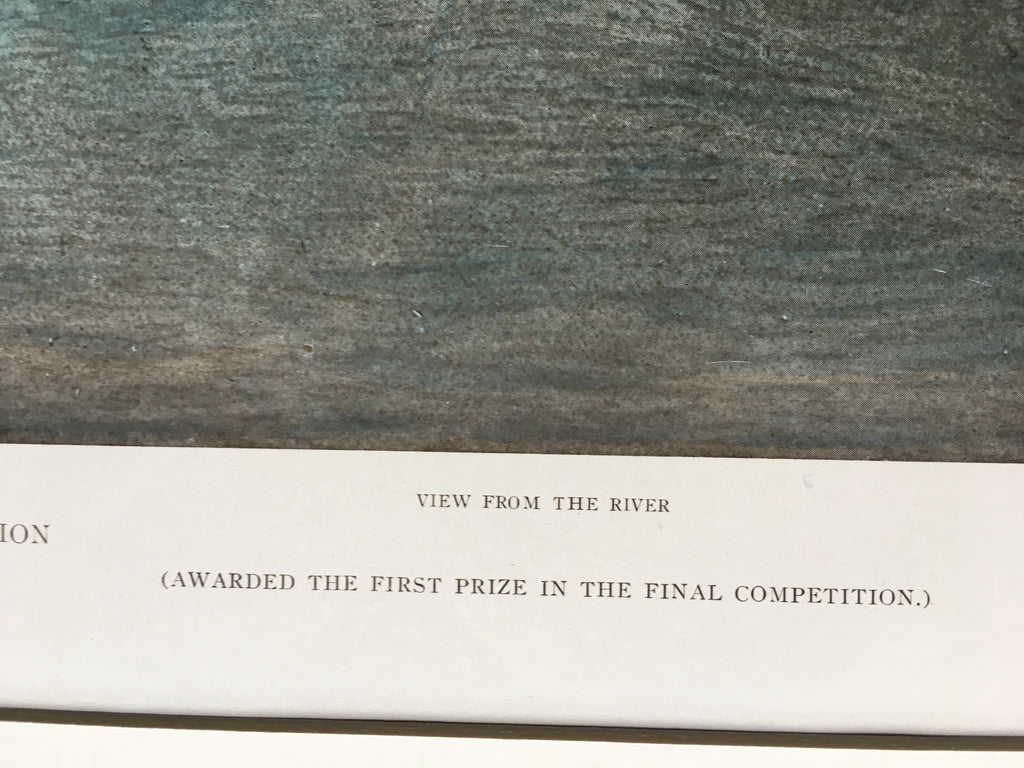 VIEW FROM THE RIVER
ION
(AWARDED THE FIRST PRIZE IN THE FINAL COMPETITION.)